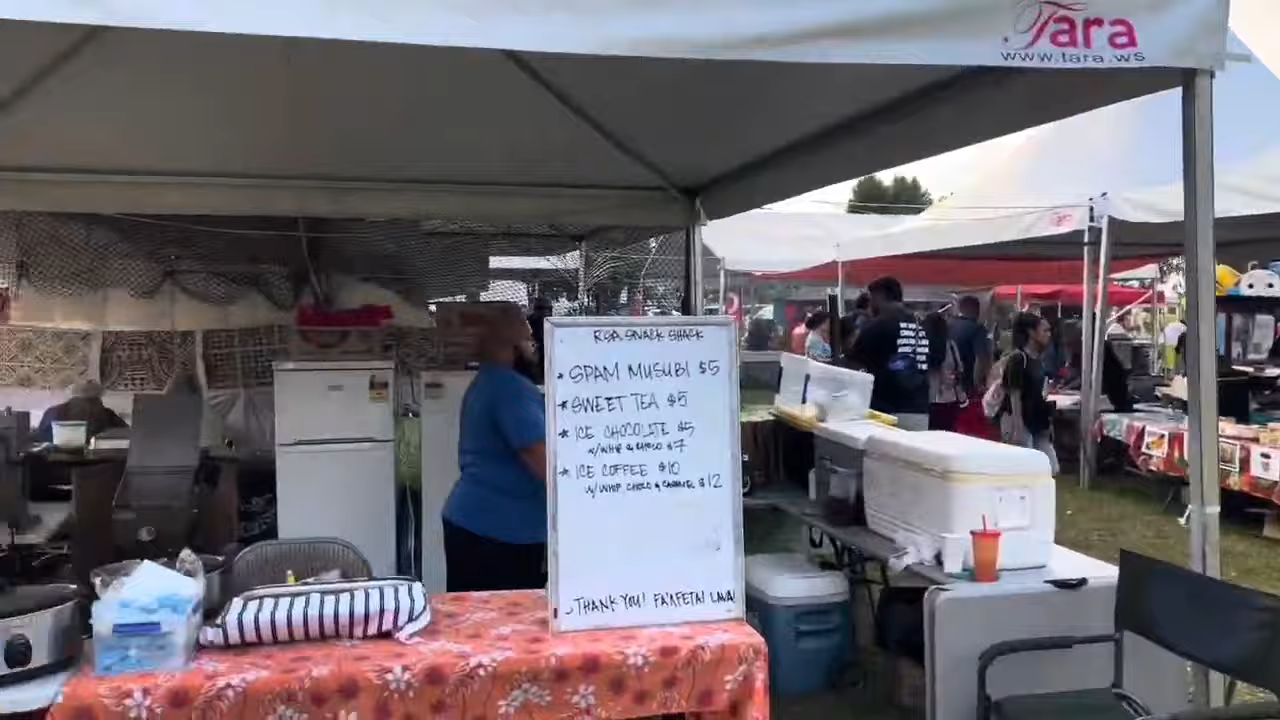 Tara
www.tara.ws
RSA SNACK SHACK
* SPAM MUSUBI $5
* SWEET TEA $5
* ICE CHOCOLATE $5
w/WHIP & CHOCO $7
* ICE COFFEE $10
w/ WHIP CHOCO & CARAMEL $12
THANK YOU! FA'AFETAI LAVA!